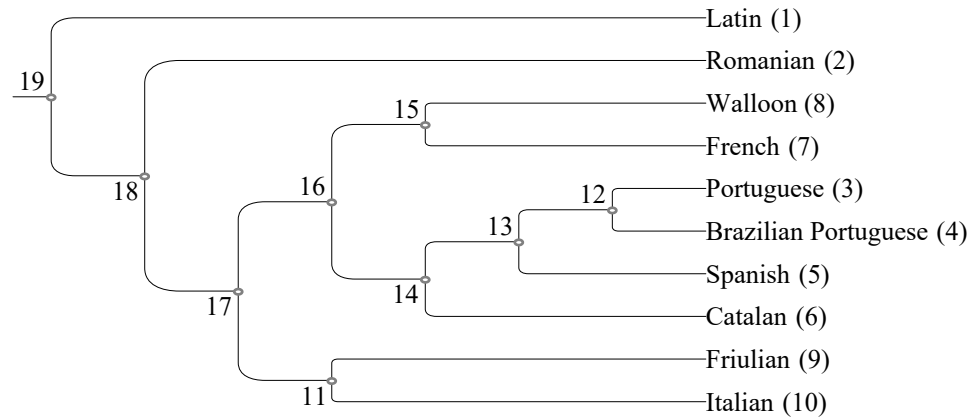 Latin (1)
19
Romanian (2)
15
Walloon (8)
French (7)
18
16
12
Portuguese (3)
13
Brazilian Portuguese (4)
Spanish (5)
17
14
Catalan (6)
Friulian (9)
11
Italian (10)